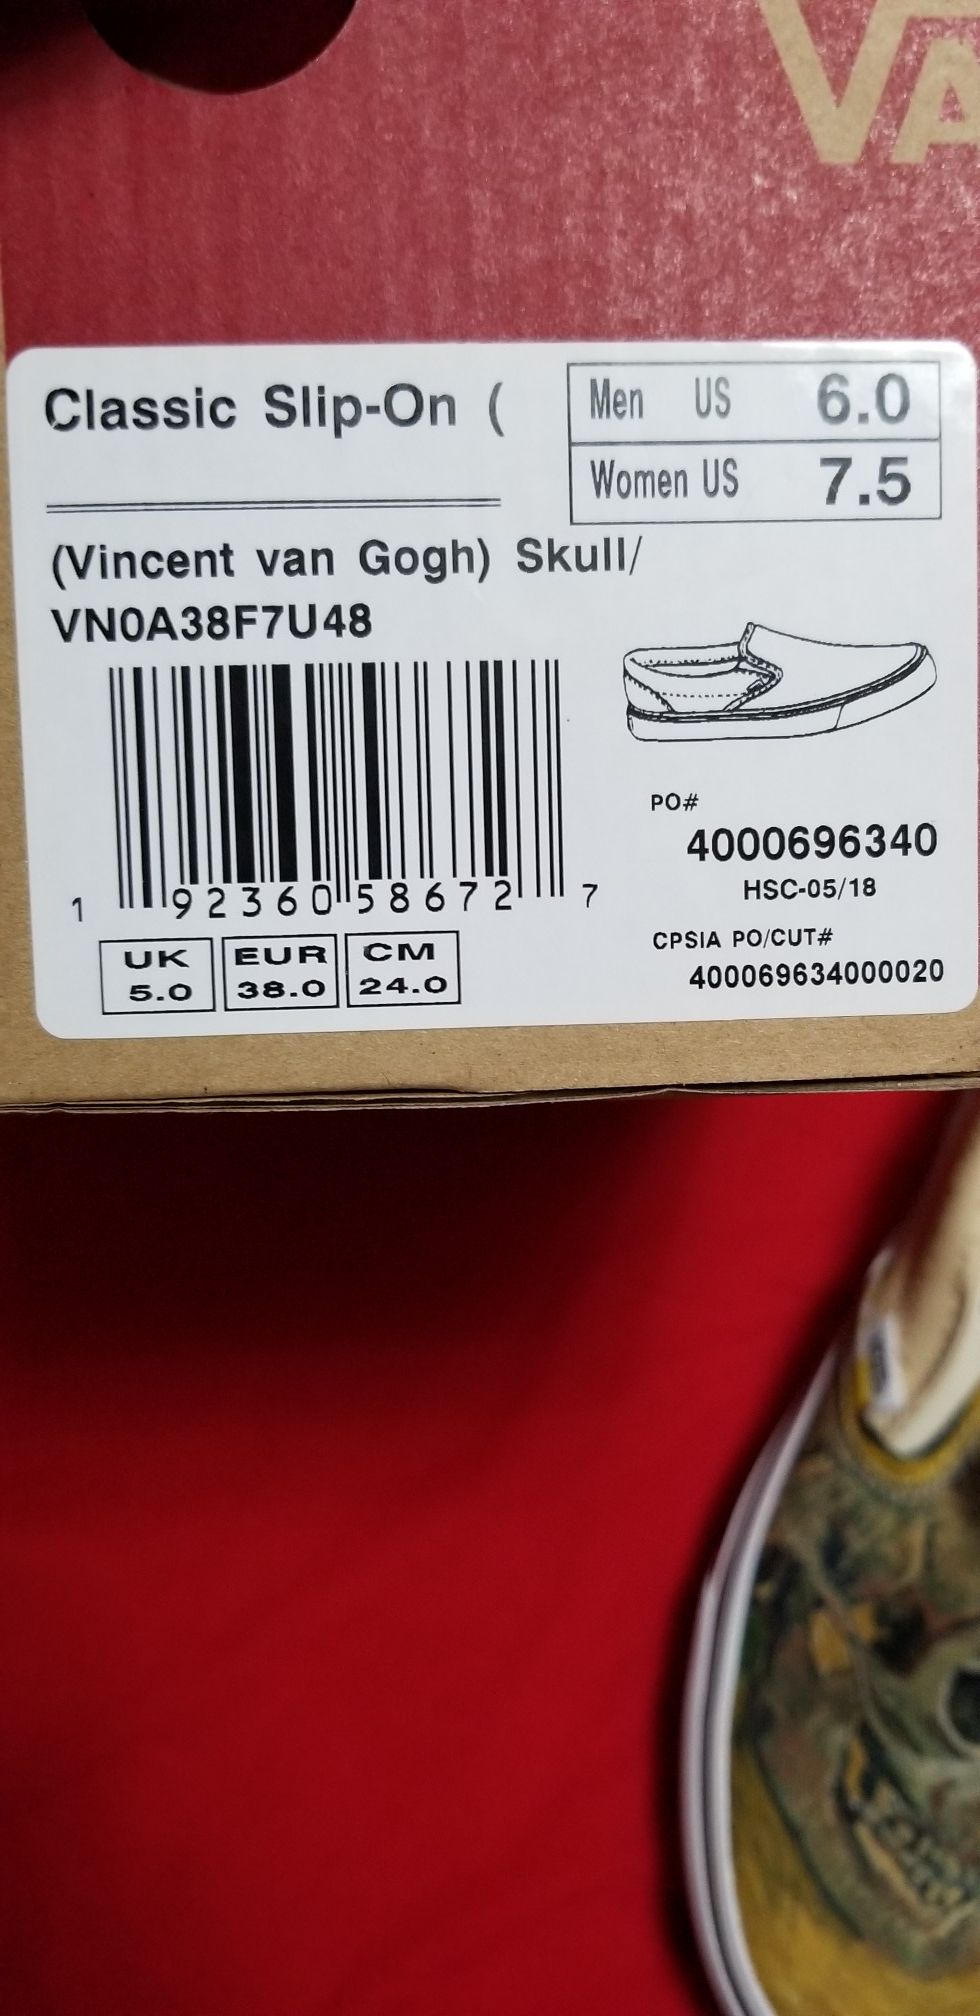 VA
Classic Slip-On (
Men US 6.0
Women US 7.5
(Vincent van Gogh) Skull/
VN0A38F7U48
1 92360 58672 7
PO#
4000696340
HSC-05/18
CPSIA PO/CUT#
400069634000020
UK EUR CM
5.0 38.0 24.0